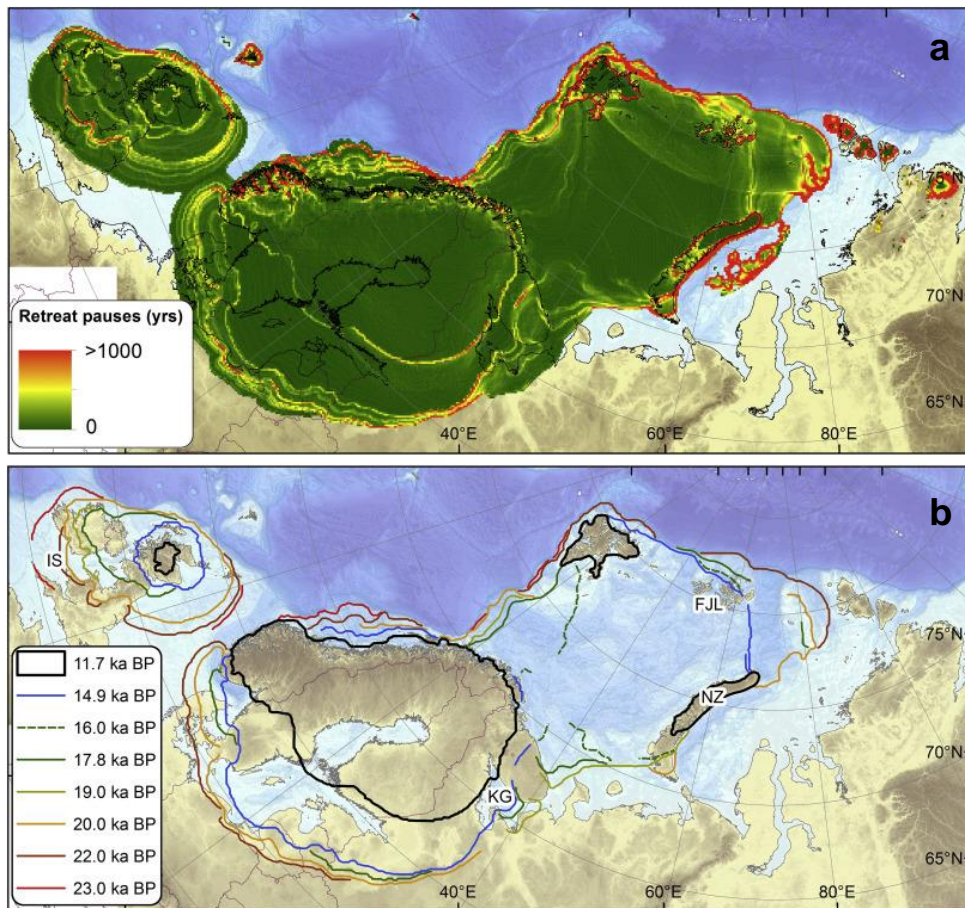 a
75°N
70°N
65°N
Retreat pauses (yrs)
>1000
0
40°E
60°E
80°E
b
IS
FJL
75°N
NZ
70°N
KG
65°N
11.7 ka BP
14.9 ka BP
16.0 ka BP
17.8 ka BP
19.0 ka BP
20.0 ka BP
22.0 ka BP
23.0 ka BP
40°E
60°E
80°E